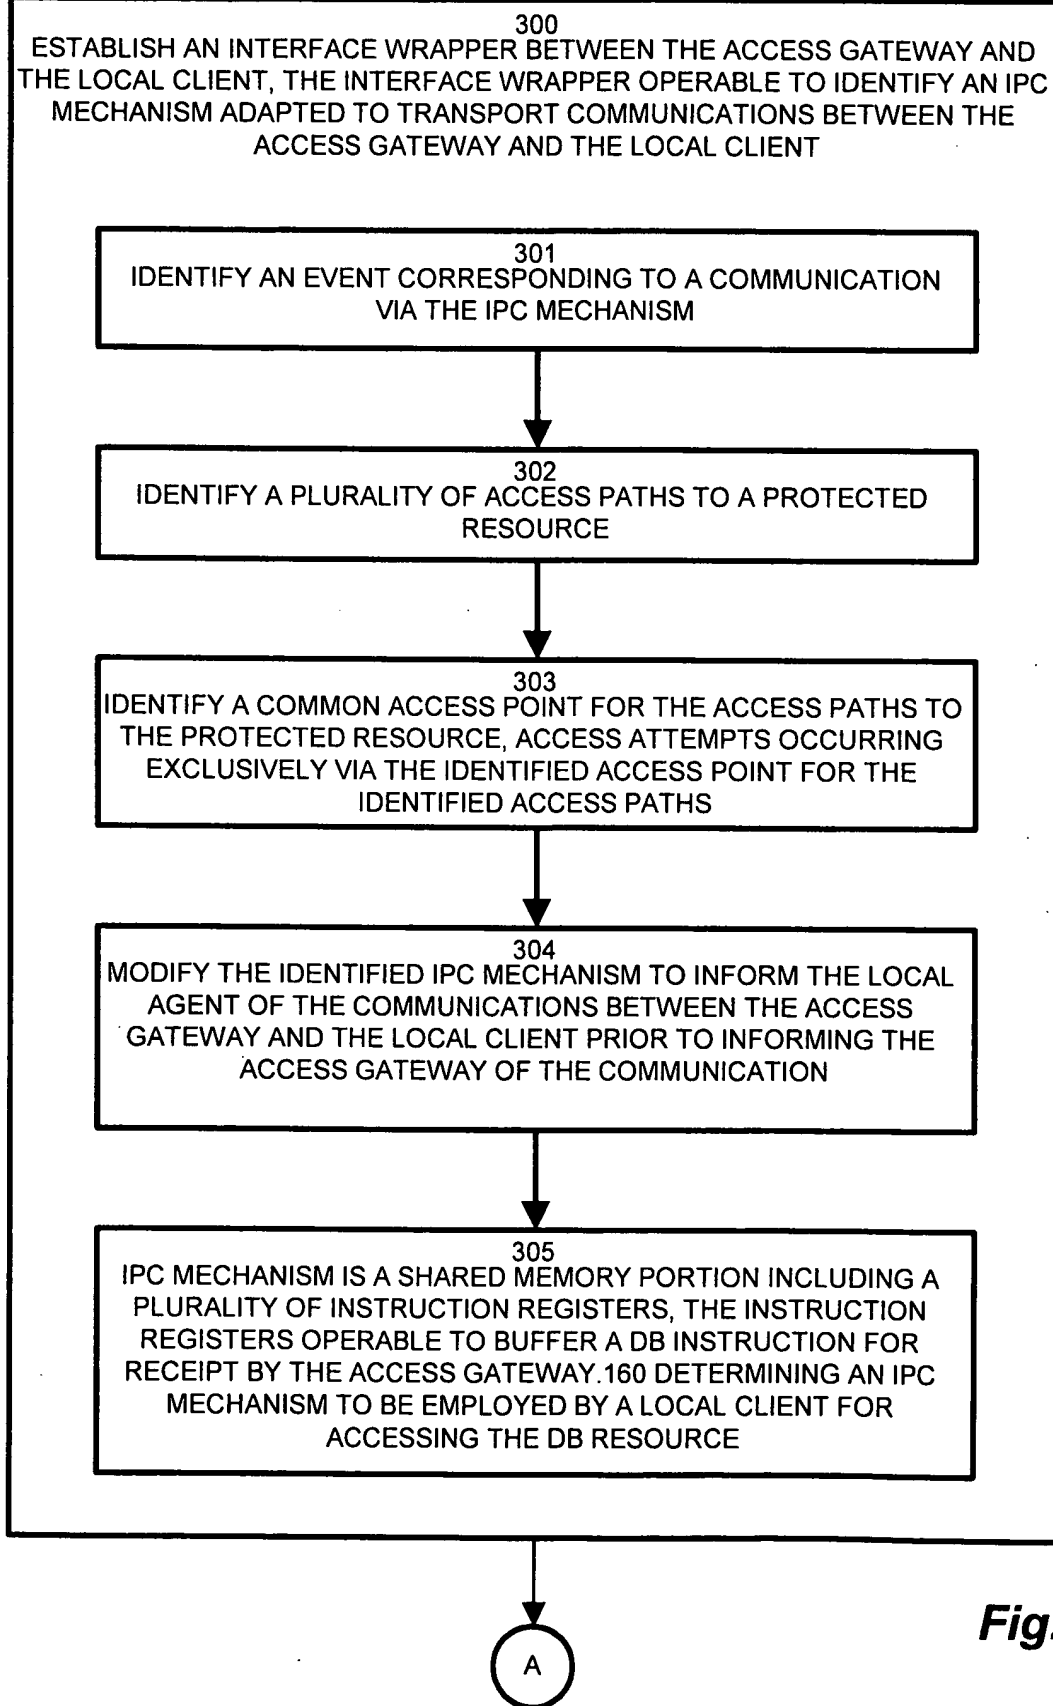 300
ESTABLISH AN INTERFACE WRAPPER BETWEEN THE ACCESS GATEWAY AND
THE LOCAL CLIENT, THE INTERFACE WRAPPER OPERABLE TO IDENTIFY AN IPC
MECHANISM ADAPTED TO TRANSPORT COMMUNICATIONS BETWEEN THE
ACCESS GATEWAY AND THE LOCAL CLIENT
301
IDENTIFY AN EVENT CORRESPONDING TO A COMMUNICATION
VIA THE IPC MECHANISM
302
IDENTIFY A PLURALITY OF ACCESS PATHS TO A PROTECTED
RESOURCE
303
IDENTIFY A COMMON ACCESS POINT FOR THE ACCESS PATHS TO
THE PROTECTED RESOURCE, ACCESS ATTEMPTS OCCURRING
EXCLUSIVELY VIA THE IDENTIFIED ACCESS POINT FOR THE
IDENTIFIED ACCESS PATHS
304
MODIFY THE IDENTIFIED IPC MECHANISM TO INFORM THE LOCAL
AGENT OF THE COMMUNICATIONS BETWEEN THE ACCESS
GATEWAY AND THE LOCAL CLIENT PRIOR TO INFORMING THE
ACCESS GATEWAY OF THE COMMUNICATION
305
IPC MECHANISM IS A SHARED MEMORY PORTION INCLUDING A
PLURALITY OF INSTRUCTION REGISTERS, THE INSTRUCTION
REGISTERS OPERABLE TO BUFFER A DB INSTRUCTION FOR
RECEIPT BY THE ACCESS GATEWAY.160 DETERMINING AN IPC
MECHANISM TO BE EMPLOYED BY A LOCAL CLIENT FOR
ACCESSING THE DB RESOURCE
Fig.
A